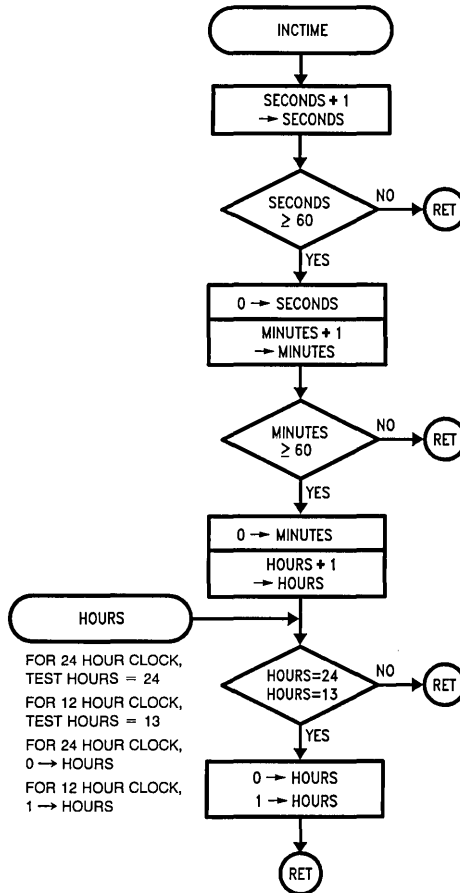 INCTIME
SECONDS + 1
→ SECONDS
SECONDS
≥ 60
NO
RET
YES
0 → SECONDS
MINUTES + 1
→ MINUTES
MINUTES
≥ 60
NO
RET
YES
0 → MINUTES
HOURS + 1
→ HOURS
HOURS
FOR 24 HOUR CLOCK,
TEST HOURS = 24
FOR 12 HOUR CLOCK,
TEST HOURS = 13
FOR 24 HOUR CLOCK,
0 → HOURS
FOR 12 HOUR CLOCK,
1 → HOURS
HOURS=24
HOURS=13
NO
RET
YES
0 → HOURS
1 → HOURS
RET